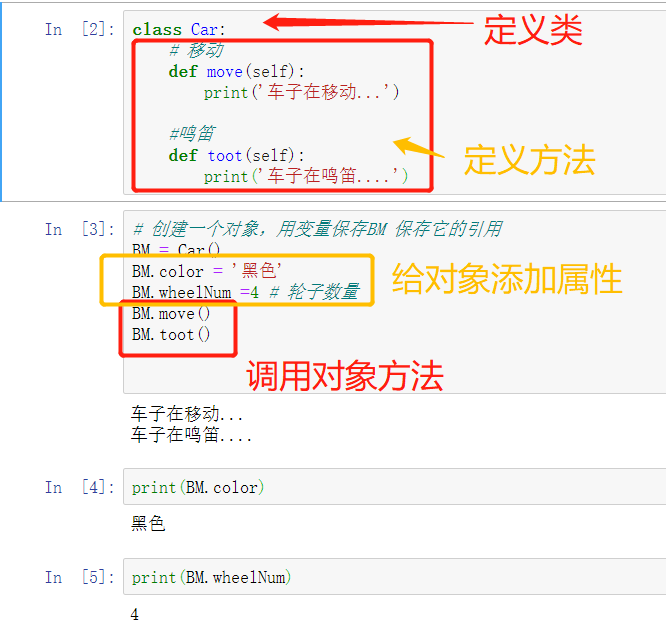 In [2]: class Car:
定义类
# 移动
def move(self):
print('车子在移动...')
#鸣笛
def toot(self):
定义方法
print('车子在鸣笛....')
In [3]: # 创建一个对象，用变量保存BM 保存它的引用
BM = Car()
BM.color = '黑色'
给对象添加属性
BM.wheelNum =4 # 轮子数量
BM.move()
BM.toot()
调用对象方法
车子在移动...
车子在鸣笛....
In [4]: print(BM.color)
黑色
In [5]: print(BM.wheelNum)
4